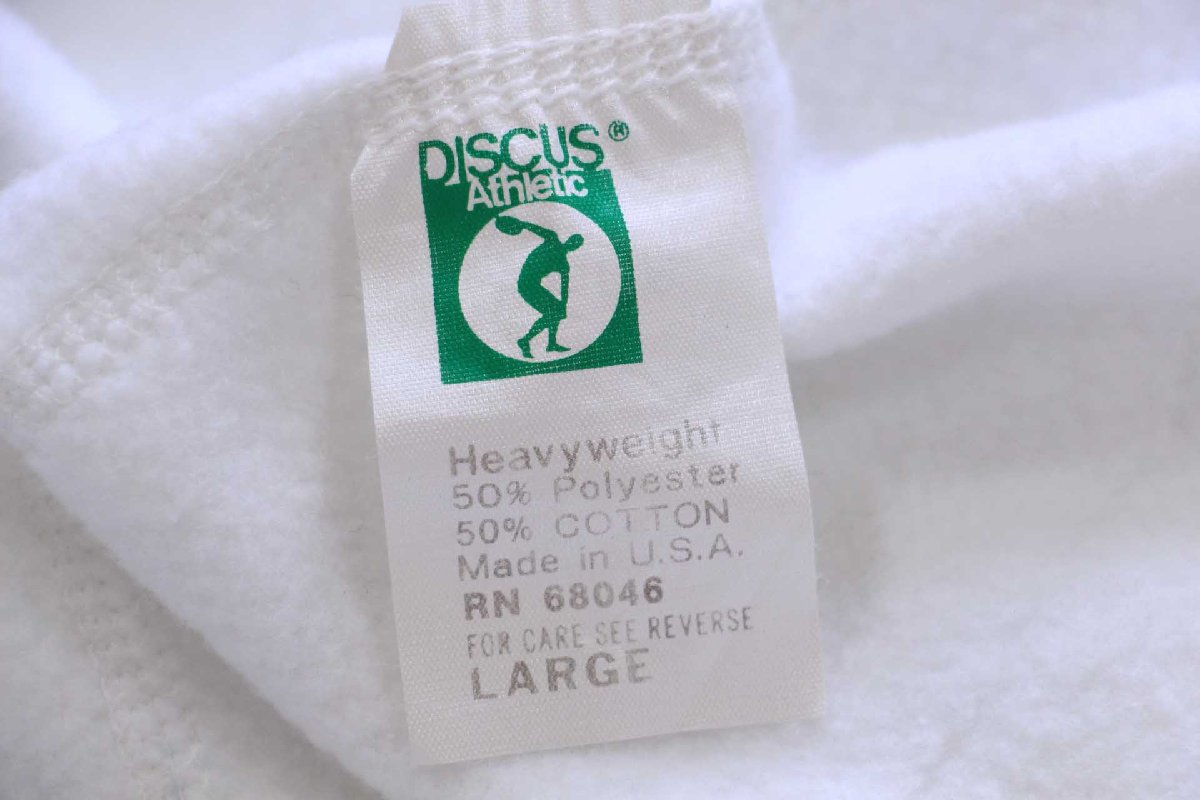 DISCUS®
Athletic
Heavyweight
50% Polyester
50% COTTON
Made in U.S.A.
RN 68046
FOR CARE SEE REVERSE
LARGE